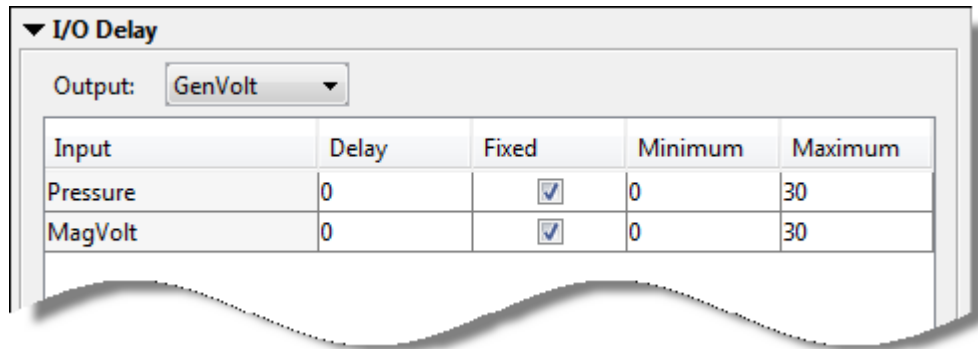 I/O Delay
Output: GenVolt
Input Delay Fixed Minimum Maximum
Pressure 0 0 30
MagVolt 0 0 30